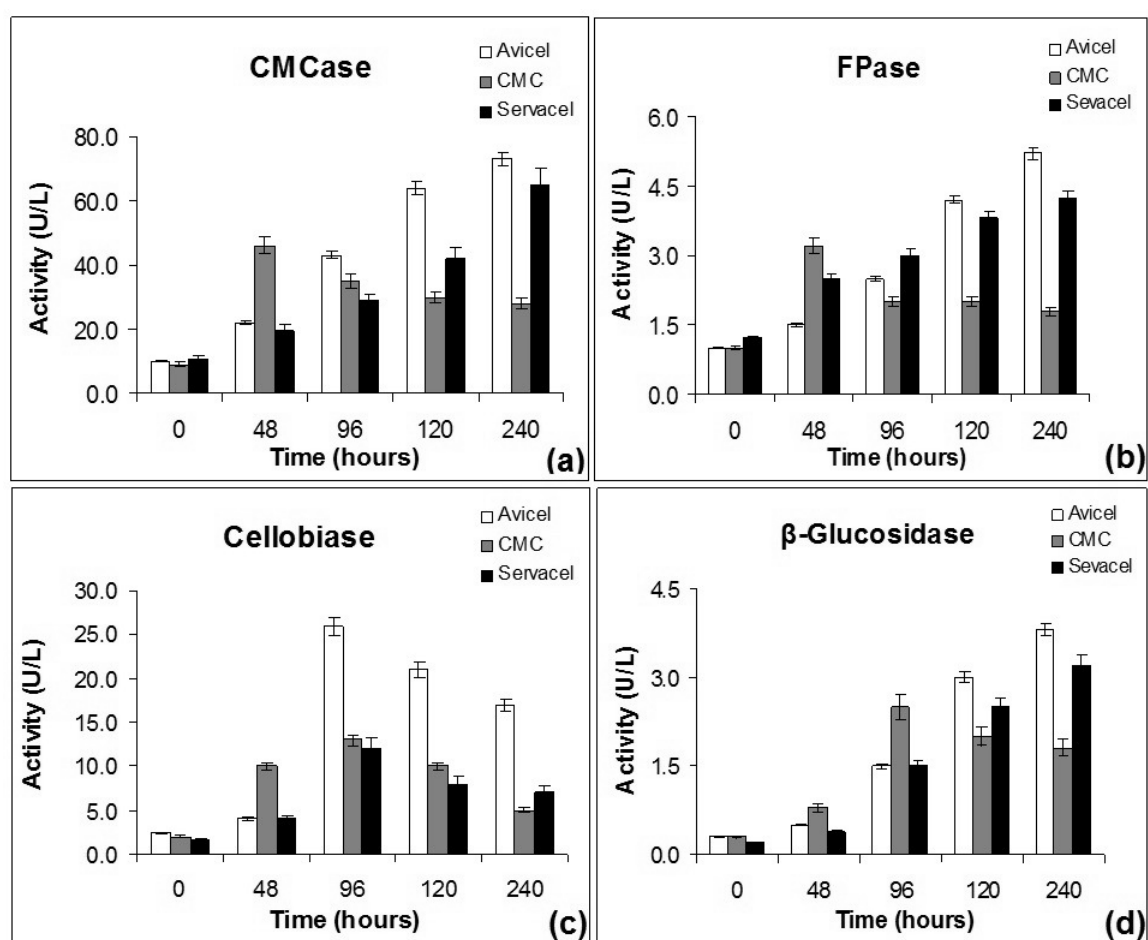 CMCase
Avicel
CMC
Servacel
Activity (U/L)
80.0
60.0
40.0
20.0
0.0
0 48 96 120 240
Time (hours)
(a)
FPase
Avicel
CMC
Sevacel
Activity (U/L)
6.0
4.5
3.0
1.5
0.0
0 48 96 120 240
Time (hours)
(b)
Cellobiase
Avicel
CMC
Servacel
Activity (U/L)
30.0
25.0
20.0
15.0
10.0
5.0
0.0
0 48 96 120 240
Time (hours)
(c)
β-Glucosidase
Avicel
CMC
Sevacel
Activity (U/L)
4.5
3.0
1.5
0.0
0 48 96 120 240
Time (hours)
(d)